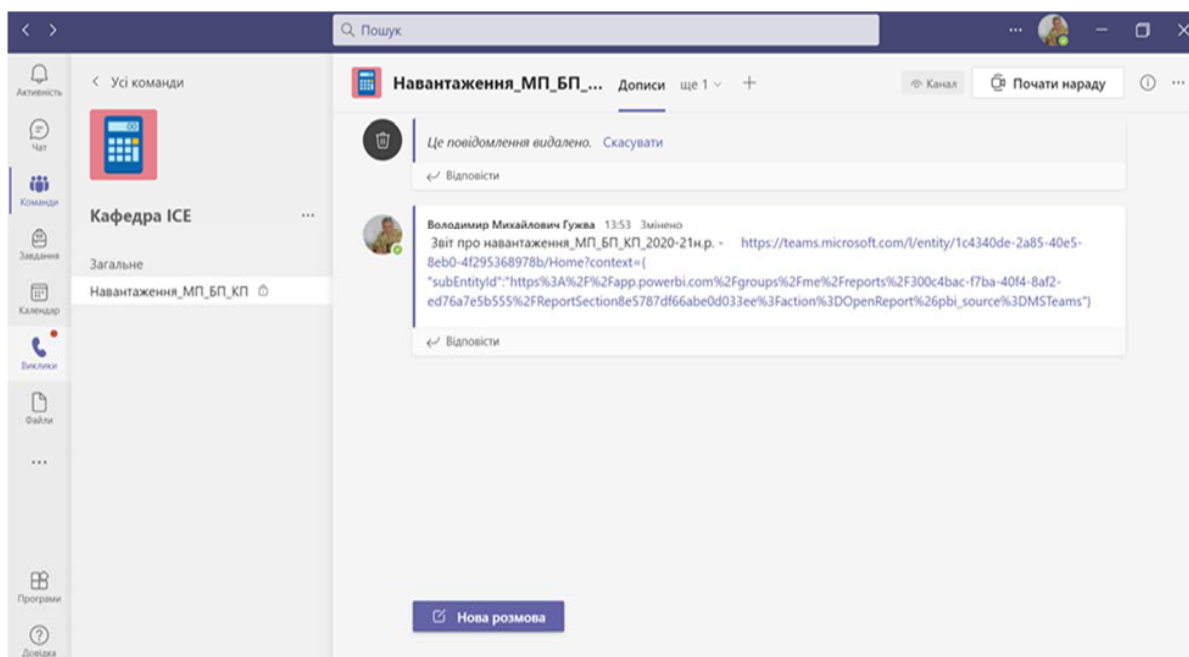 Пошук
Активність
Чат
Команди
Завдання
Календар
Виклики
Файли
Програми
Довідка
Усі команди
Кафедра ІСЕ
Загальне
Навантаження_МП_БП_КП
Навантаження_МП_БП_...
Дописи
ще 1
Канал
Почати нараду
Це повідомлення видалено. Скасувати
Відповісти
Володимир Михайлович Гужва 13:53 Змінено
Звіт про навантаження_МП_БП_КП_2020-21н.р. - https://teams.microsoft.com/l/entity/1c4340de-2a85-40e5-
8eb0-4f295368978b/Home?context={
"subEntityId":"https%3A%2F%2Fapp.powerbi.com%2Fgroups%2Fme%2Freports%2F300c4bac-f7ba-40f4-8af2-
ed76a7e5b555%2FReportSection8e5787df66abe0d033ee%3Faction%3DOpenReport%26pbi_source%3DMSTeams"}
Відповісти
Нова розмова